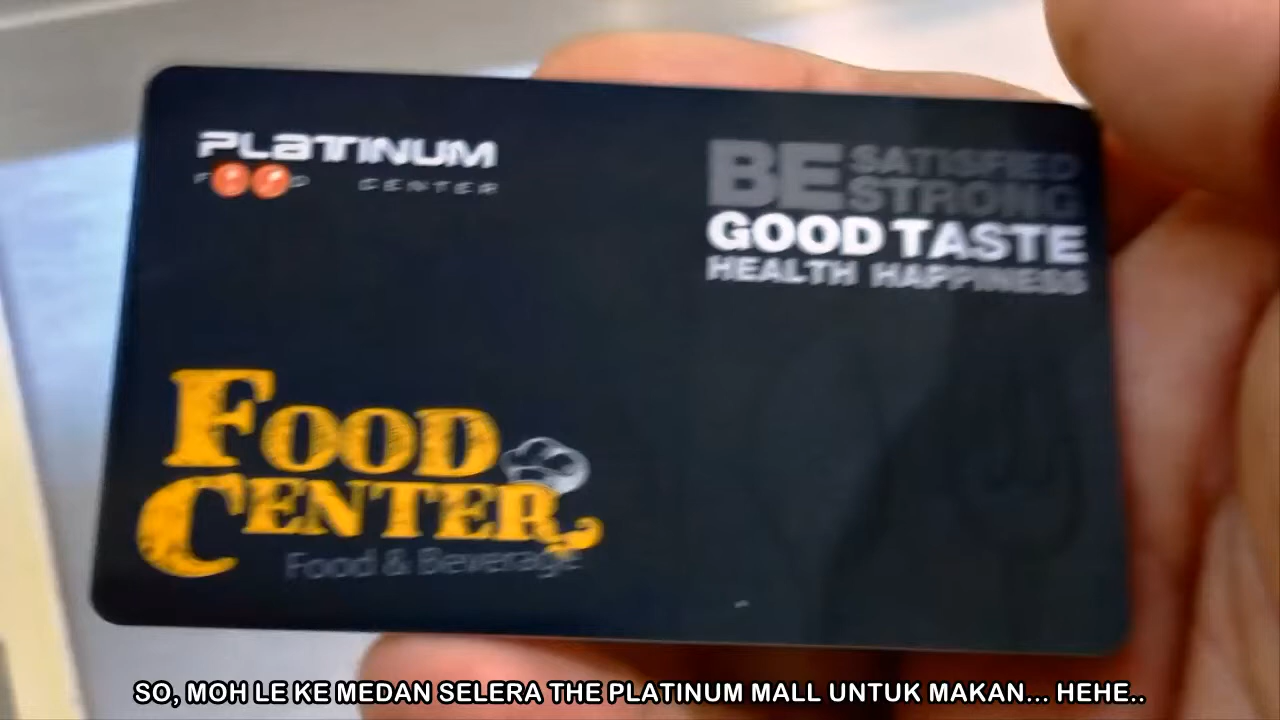 PLATINUM
FOOD CENTER
BE SATISFIED
STRONG
GOOD TASTE
HEALTH HAPPINESS
FOOD
CENTER
Food & Beverage
SO, MOH LE KE MEDAN SELERA THE PLATINUM MALL UNTUK MAKAN... HEHE..